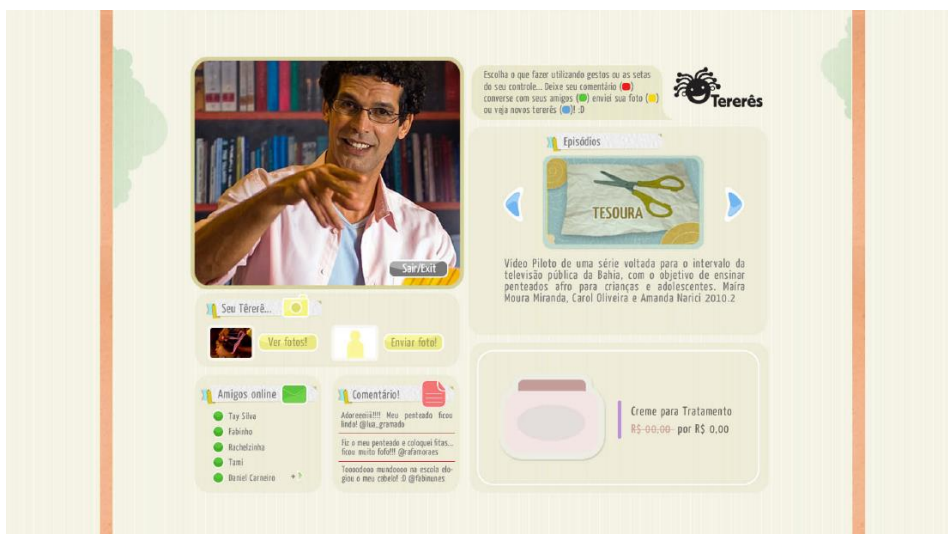 Sair/Exit
Escolha o que fazer utilizando gestos ou as setas
do seu controle... Deixe seu comentário ( )
converse com seus amigos ( ) enviei sua foto ( )
ou veja novos tererês ( )! :D
Tererês
Episódios
TESOURA
Vídeo Piloto de uma série voltada para o intervalo da
televisão pública da Bahia, com o objetivo de ensinar
penteados afro para crianças e adolescentes. Maíra
Moura Miranda, Carol Oliveira e Amanda Narici 2010.2
Seu Têrerê...
Ver fotos!
Enviar foto!
Amigos online
Tay Silva
Fabinho
Rachelzinha
Tami
Daniel Carneiro
Comentário!
Adoreeeiii!!!! Meu penteado ficou
linda! @lua_gramado
Fiz o meu penteado e coloquei fitas...
ficou muito fofo!!! @rafamoraes
Toooodooo mundoooo na escola elo-
giou o meu cabelo! :D @fabinunes
Creme para Tratamento
R$ 00,00 por R$ 0,00